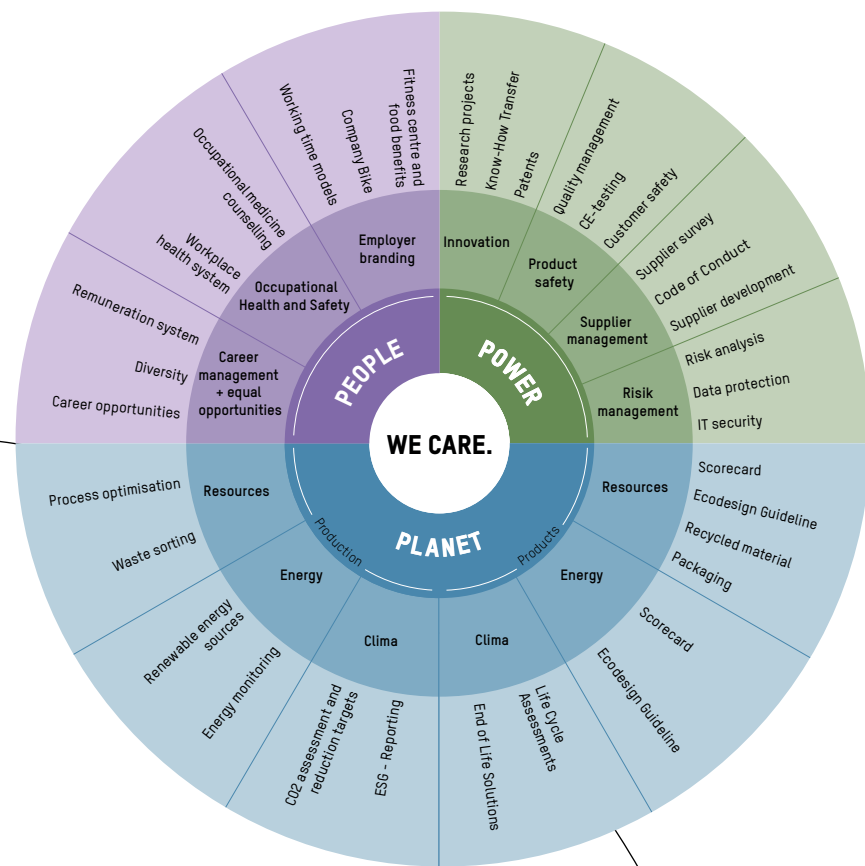 WE CARE.
PEOPLE
Employer
branding
Fitness centre and
food benefits
Company Bike
Working time models
Occupational
Health and Safety
Occupational medicine
counselling
Workplace
health system
Career
management
+ equal
opportunities
Remuneration system
Diversity
Career opportunities
POWER
Innovation
Research projects
Know-How Transfer
Patents
Product
safety
Quality management
CE-testing
Customer safety
Supplier
management
Supplier survey
Code of Conduct
Supplier development
Risik
management
Risk analysis
Data protection
IT security
PLANET
Products
Resources
Scorecard
Ecodesign Guideline
Recycled material
Packaging
Energy
Scorecard
Ecodesign Guideline
Clima
Life Cycle
Assessments
End of Life Solutions
Production
Clima
ESG - Reporting
CO2 assessment and
reduction targets
Energy
Energy monitoring
Renewable energy
sources
Resources
Waste sorting
Process optimisation